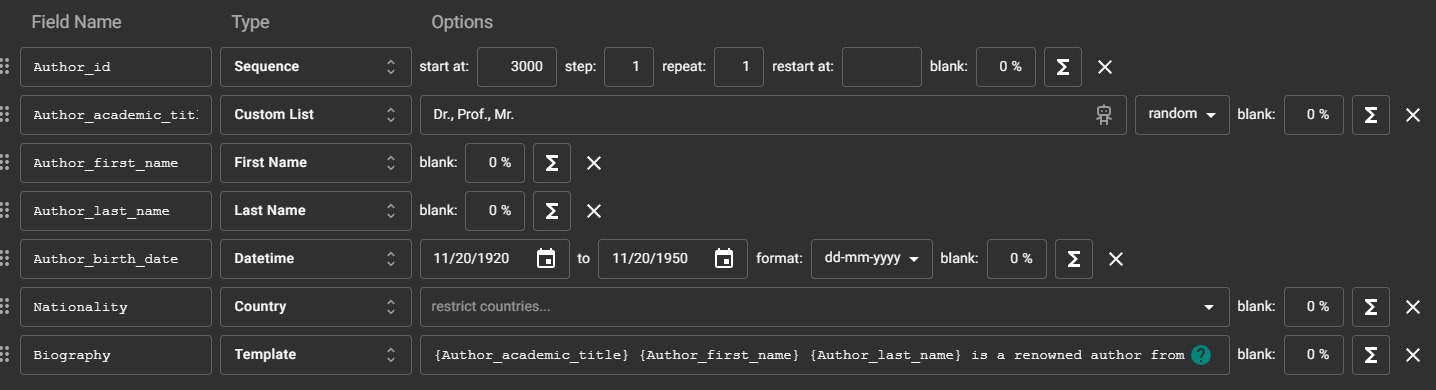 Field Name Type Options
Author_id Sequence start at: 3000 step: 1 repeat: 1 restart at: blank: 0 % Σ
Author_academic_tit Custom List Dr., Prof., Mr. random blank: 0 % Σ
Author_first_name First Name blank: 0 % Σ
Author_last_name Last Name blank: 0 % Σ
Author_birth_date Datetime 11/20/1920 to 11/20/1950 format: dd-mm-yyyy blank: 0 % Σ
Nationality Country restrict countries... blank: 0 % Σ
Biography Template {Author_academic_title} {Author_first_name} {Author_last_name} is a renowned author from ? blank: 0 % Σ